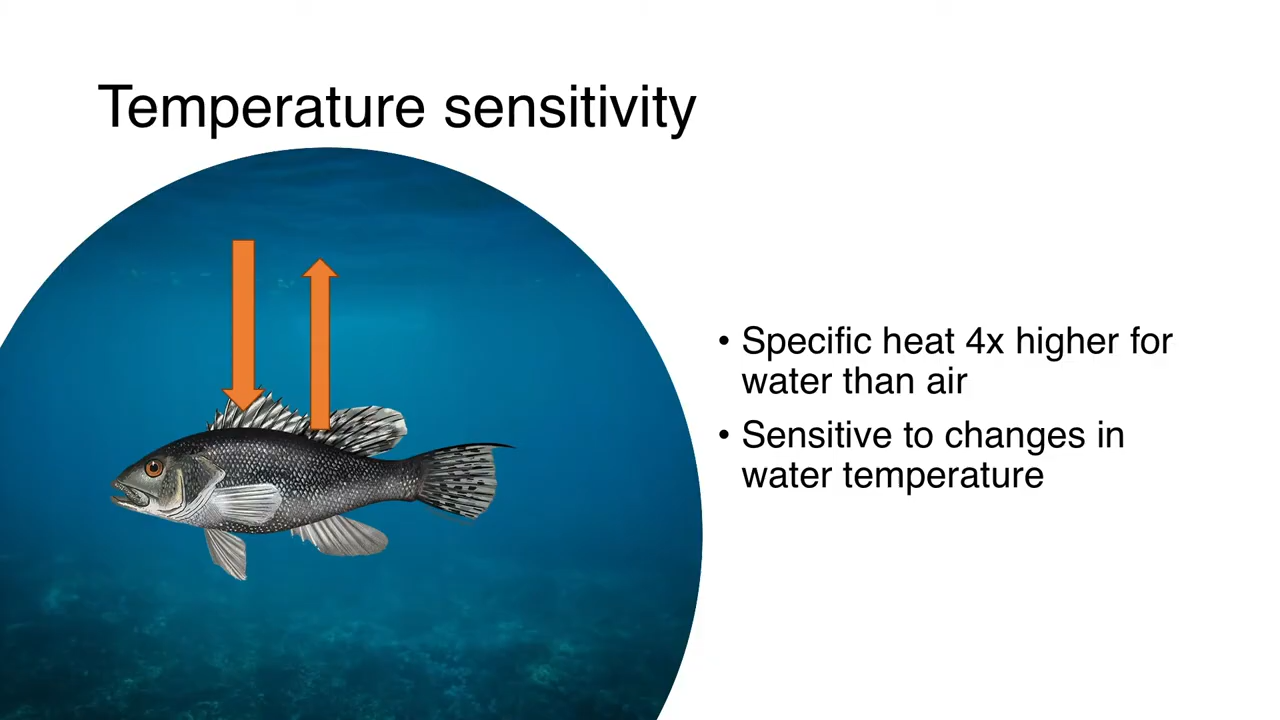 Temperature sensitivity
• Specific heat 4x higher for
water than air
• Sensitive to changes in
water temperature